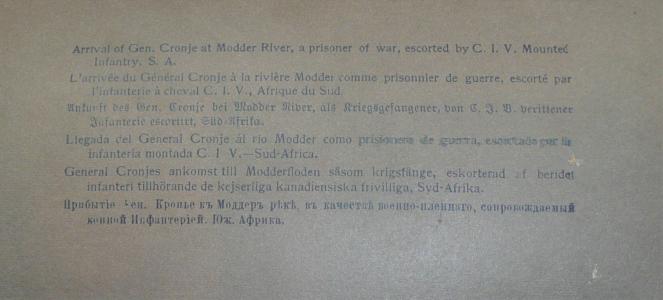 Arrival of Gen. Cronje at Modder River, a prisoner of war, escorted by C. I. V. Mounted
Infantry. S. A.
L'arrivée du Général Cronje à la rivière Modder comme prisonnier de guerre, escorté par
l'infanterie à cheval C. I. V., Afrique du Sud.
Ankunft des Gen. Cronje bei Modder River, als Kriegsgefangener, von C. I. V. berittener
Infanterie escortirt, Süd-Afrika.
Llegada del General Cronje al rio Modder como prisionero de guerra, escortado por la
infanteria montada C. I V.—Sud-Africa.
General Cronjes ankomst till Modderfloden såsom krigsfånge, eskorterad af beridet
infanteri tillhörande de kejserliga kanadiensiska frivilliga, Syd-Afrika.
Прибытіе Ген. Кронье къ Моддеръ рѣкѣ, въ качествѣ военно-плѣннаго, сопровождаемый
конной Инфантеріей. Юж. Африка.